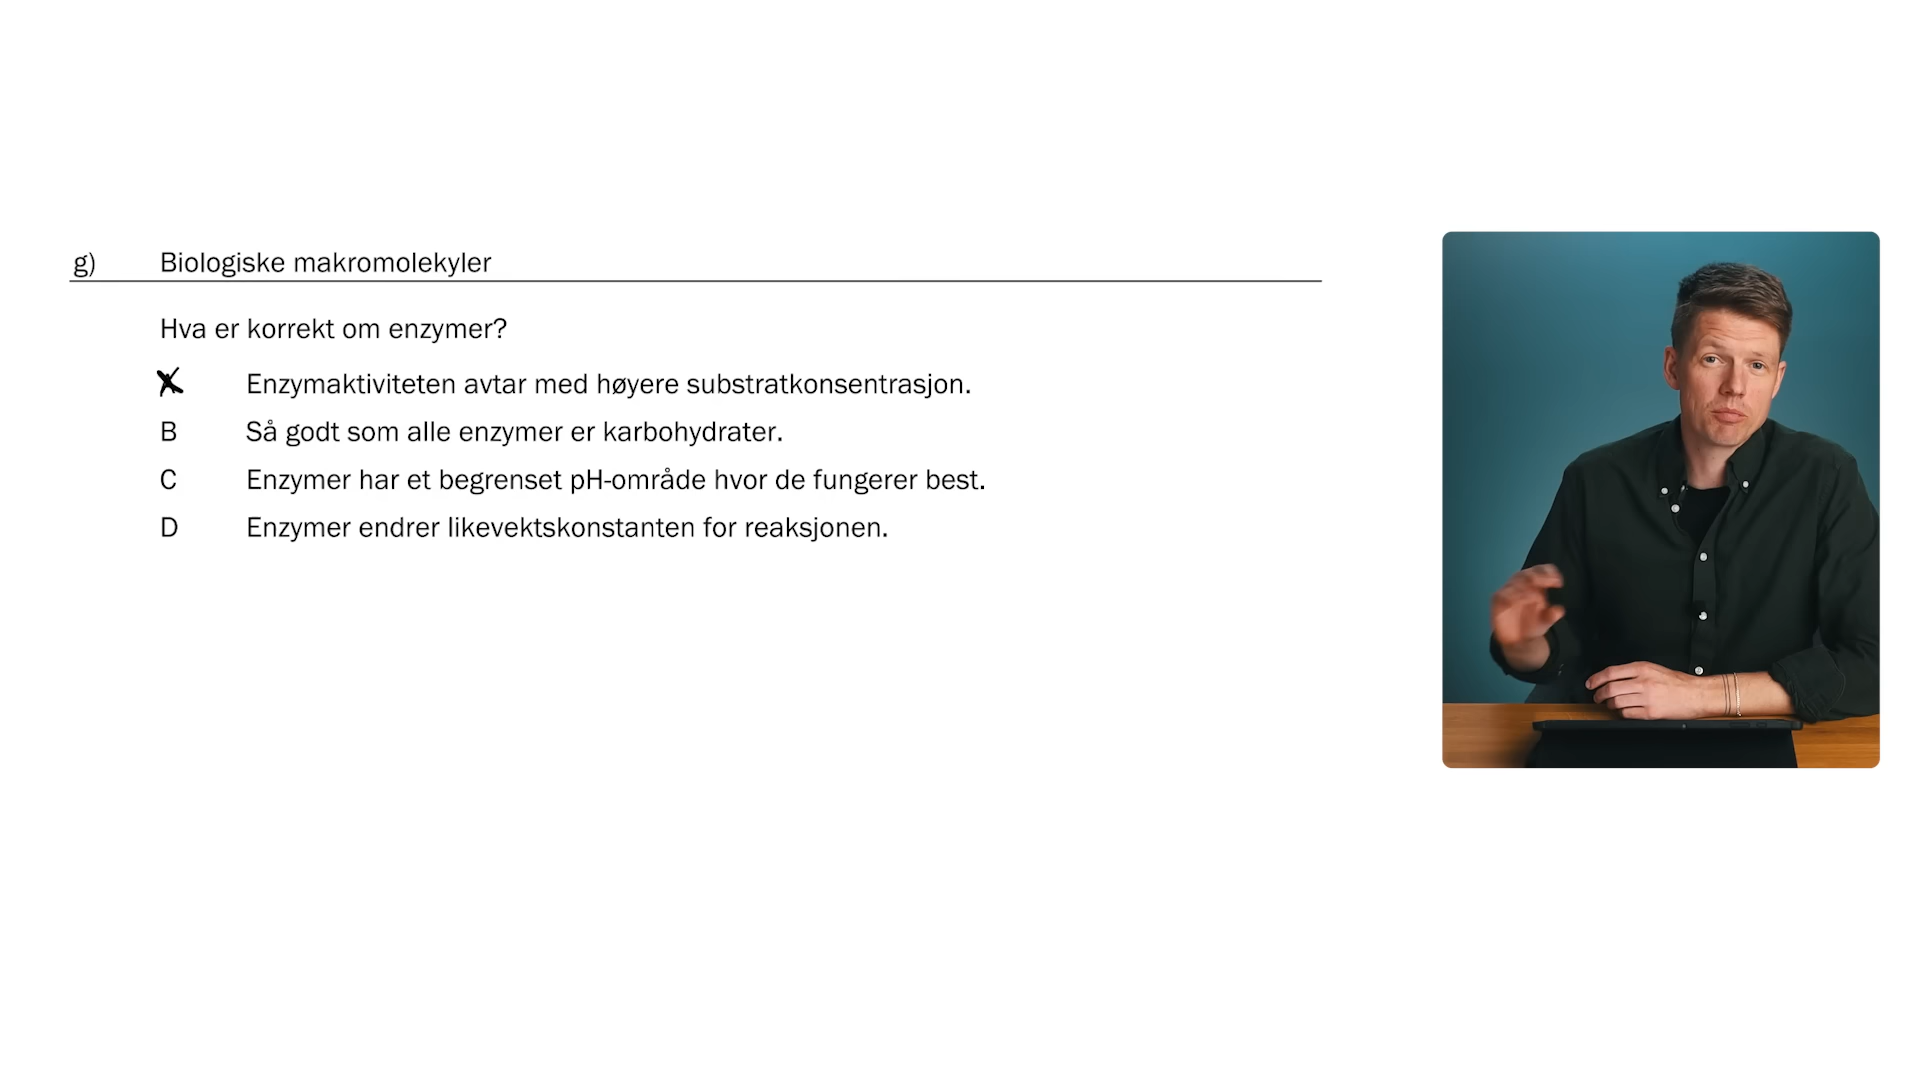 g) Biologiske makromolekyler
Hva er korrekt om enzymer?
Enzymaktiviteten avtar med høyere substratkonsentrasjon.
B Så godt som alle enzymer er karbohydrater.
C Enzymer har et begrenset pH-område hvor de fungerer best.
D Enzymer endrer likevektskonstanten for reaksjonen.